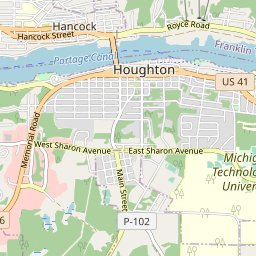 Hancock
Hancock Street
Royce Road
Franklin
Portage Canal
Houghton
US 41
Memorial Road
West Sharon Avenue
East Sharon Avenue
Michig
Technolo
Univer
Main Street
P-102
6